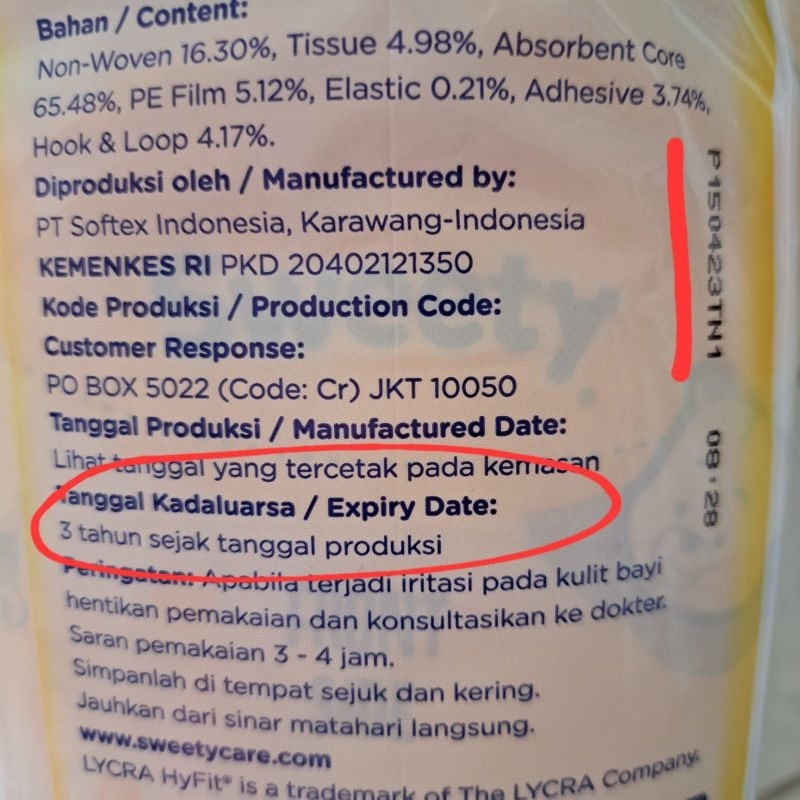 Bahan / Content:
Non-Woven 16.30%, Tissue 4.98%, Absorbent Core
65.48%, PE Film 5.12%, Elastic 0.21%, Adhesive 3.74%,
Hook & Loop 4.17%.
Diproduksi oleh / Manufactured by:
PT Softex Indonesia, Karawang-Indonesia
KEMENKES RI PKD 20402121350
Kode Produksi / Production Code:
Customer Response:
PO BOX 5022 (Code: Cr) JKT 10050
Tanggal Produksi / Manufactured Date:
Lihat tanggal yang tercetak pada kemasan
Tanggal Kadaluarsa / Expiry Date:
3 tahun sejak tanggal produksi
Peringatan: Apabila terjadi iritasi pada kulit bayi
hentikan pemakaian dan konsultasikan ke dokter.
Saran pemakaian 3 - 4 jam.
Simpanlah di tempat sejuk dan kering.
Jauhkan dari sinar matahari langsung.
www.sweetycare.com
LYCRA HyFit® is a trademark of The LYCRA Company.
P150423TN1 08:28
sweety